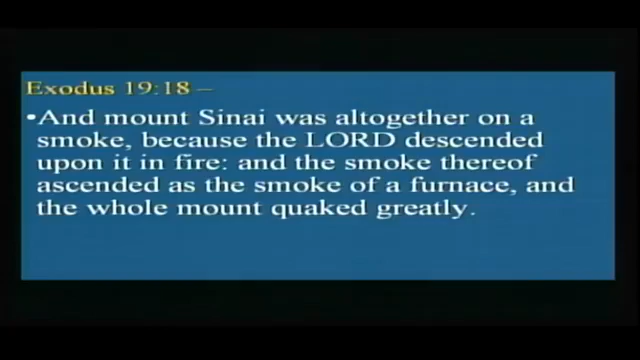 Exodus 19:18 –
•And mount Sinai was altogether on a
smoke, because the LORD descended
upon it in fire: and the smoke thereof
ascended as the smoke of a furnace, and
the whole mount quaked greatly.